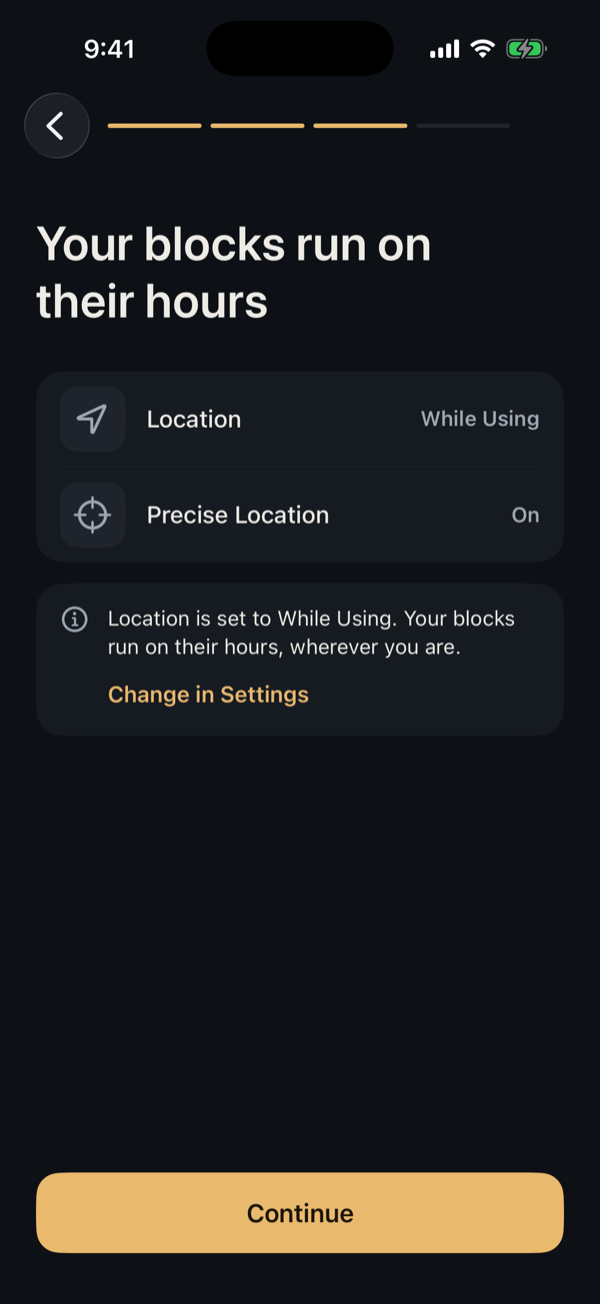 9:41
Your blocks run on
their hours
Location
While Using
Precise Location
On
Location is set to While Using. Your blocks
run on their hours, wherever you are.
Change in Settings
Continue